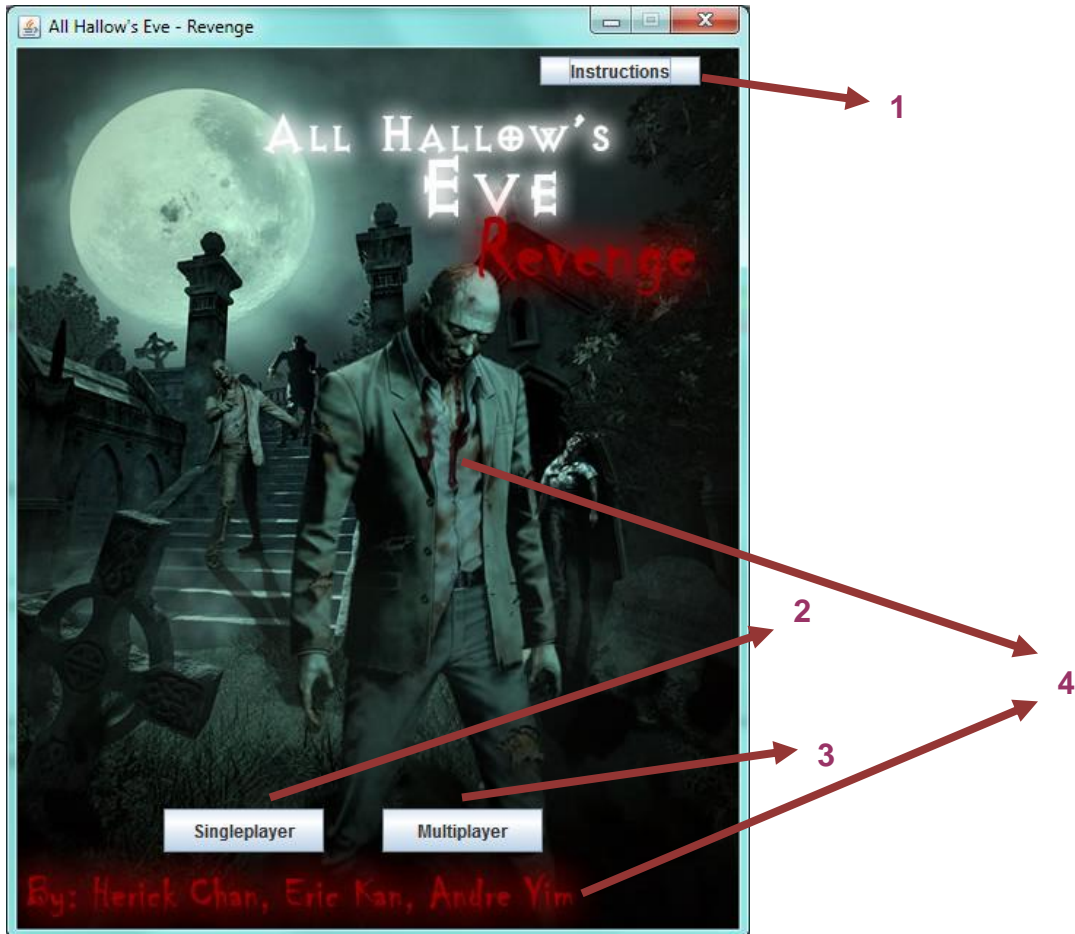 All Hallow's Eve - Revenge
Instructions
1
All Hallow's
Eve
Revenge
2
4
3
Singleplayer
Multiplayer
By: Herick Chan, Eric Kan, Andre Yim